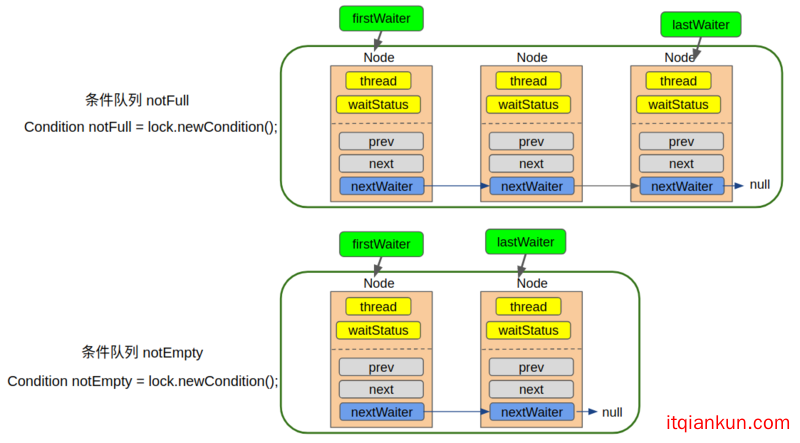 firstWaiter
lastWaiter
Node Node Node
条件队列 notFull
Condition notFull = lock.newCondition();
thread thread thread
waitStatus waitStatus waitStatus
prev prev prev
next next next
nextWaiter nextWaiter nextWaiter null
firstWaiter lastWaiter
Node Node
条件队列 notEmpty
Condition notEmpty = lock.newCondition();
thread thread
waitStatus waitStatus
prev prev
next next
nextWaiter nextWaiter null
itqiankun.com